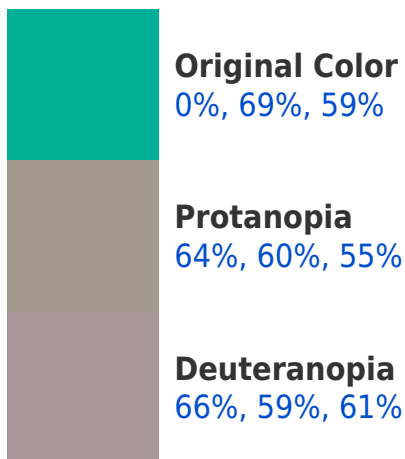 Original Color
0%, 69%, 59%
Protanopia
64%, 60%, 55%
Deuteranopia
66%, 59%, 61%